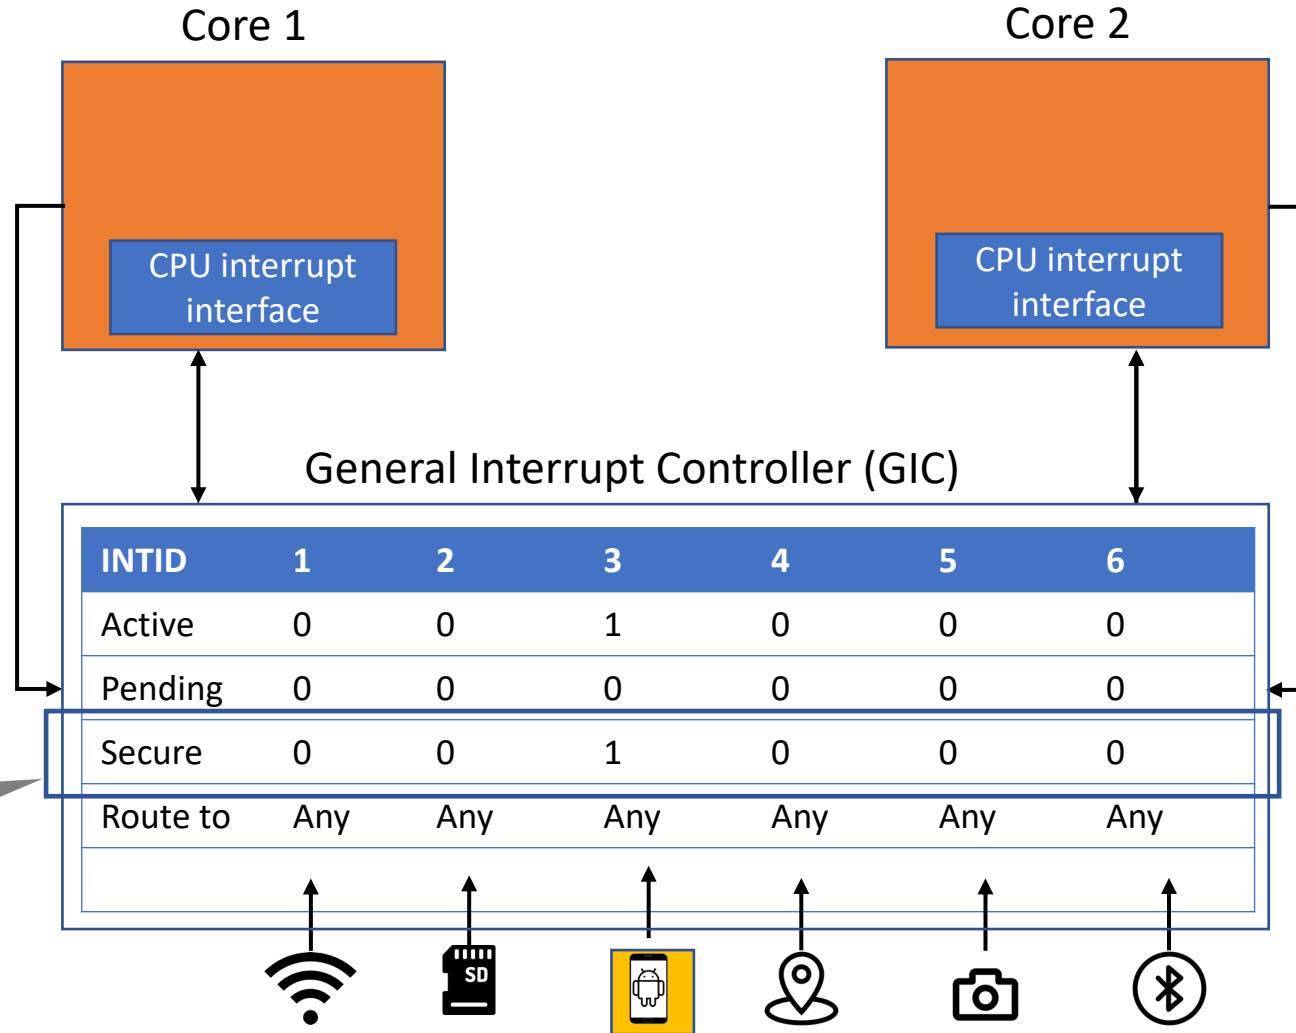 Core 1
Core 2
CPU interrupt
interface
CPU interrupt
interface
General Interrupt Controller (GIC)
INTID 1 2 3 4 5 6
Active 0 0 1 0 0 0
Pending 0 0 0 0 0 0
Secure 0 0 1 0 0 0
Route to Any Any Any Any Any Any
SD